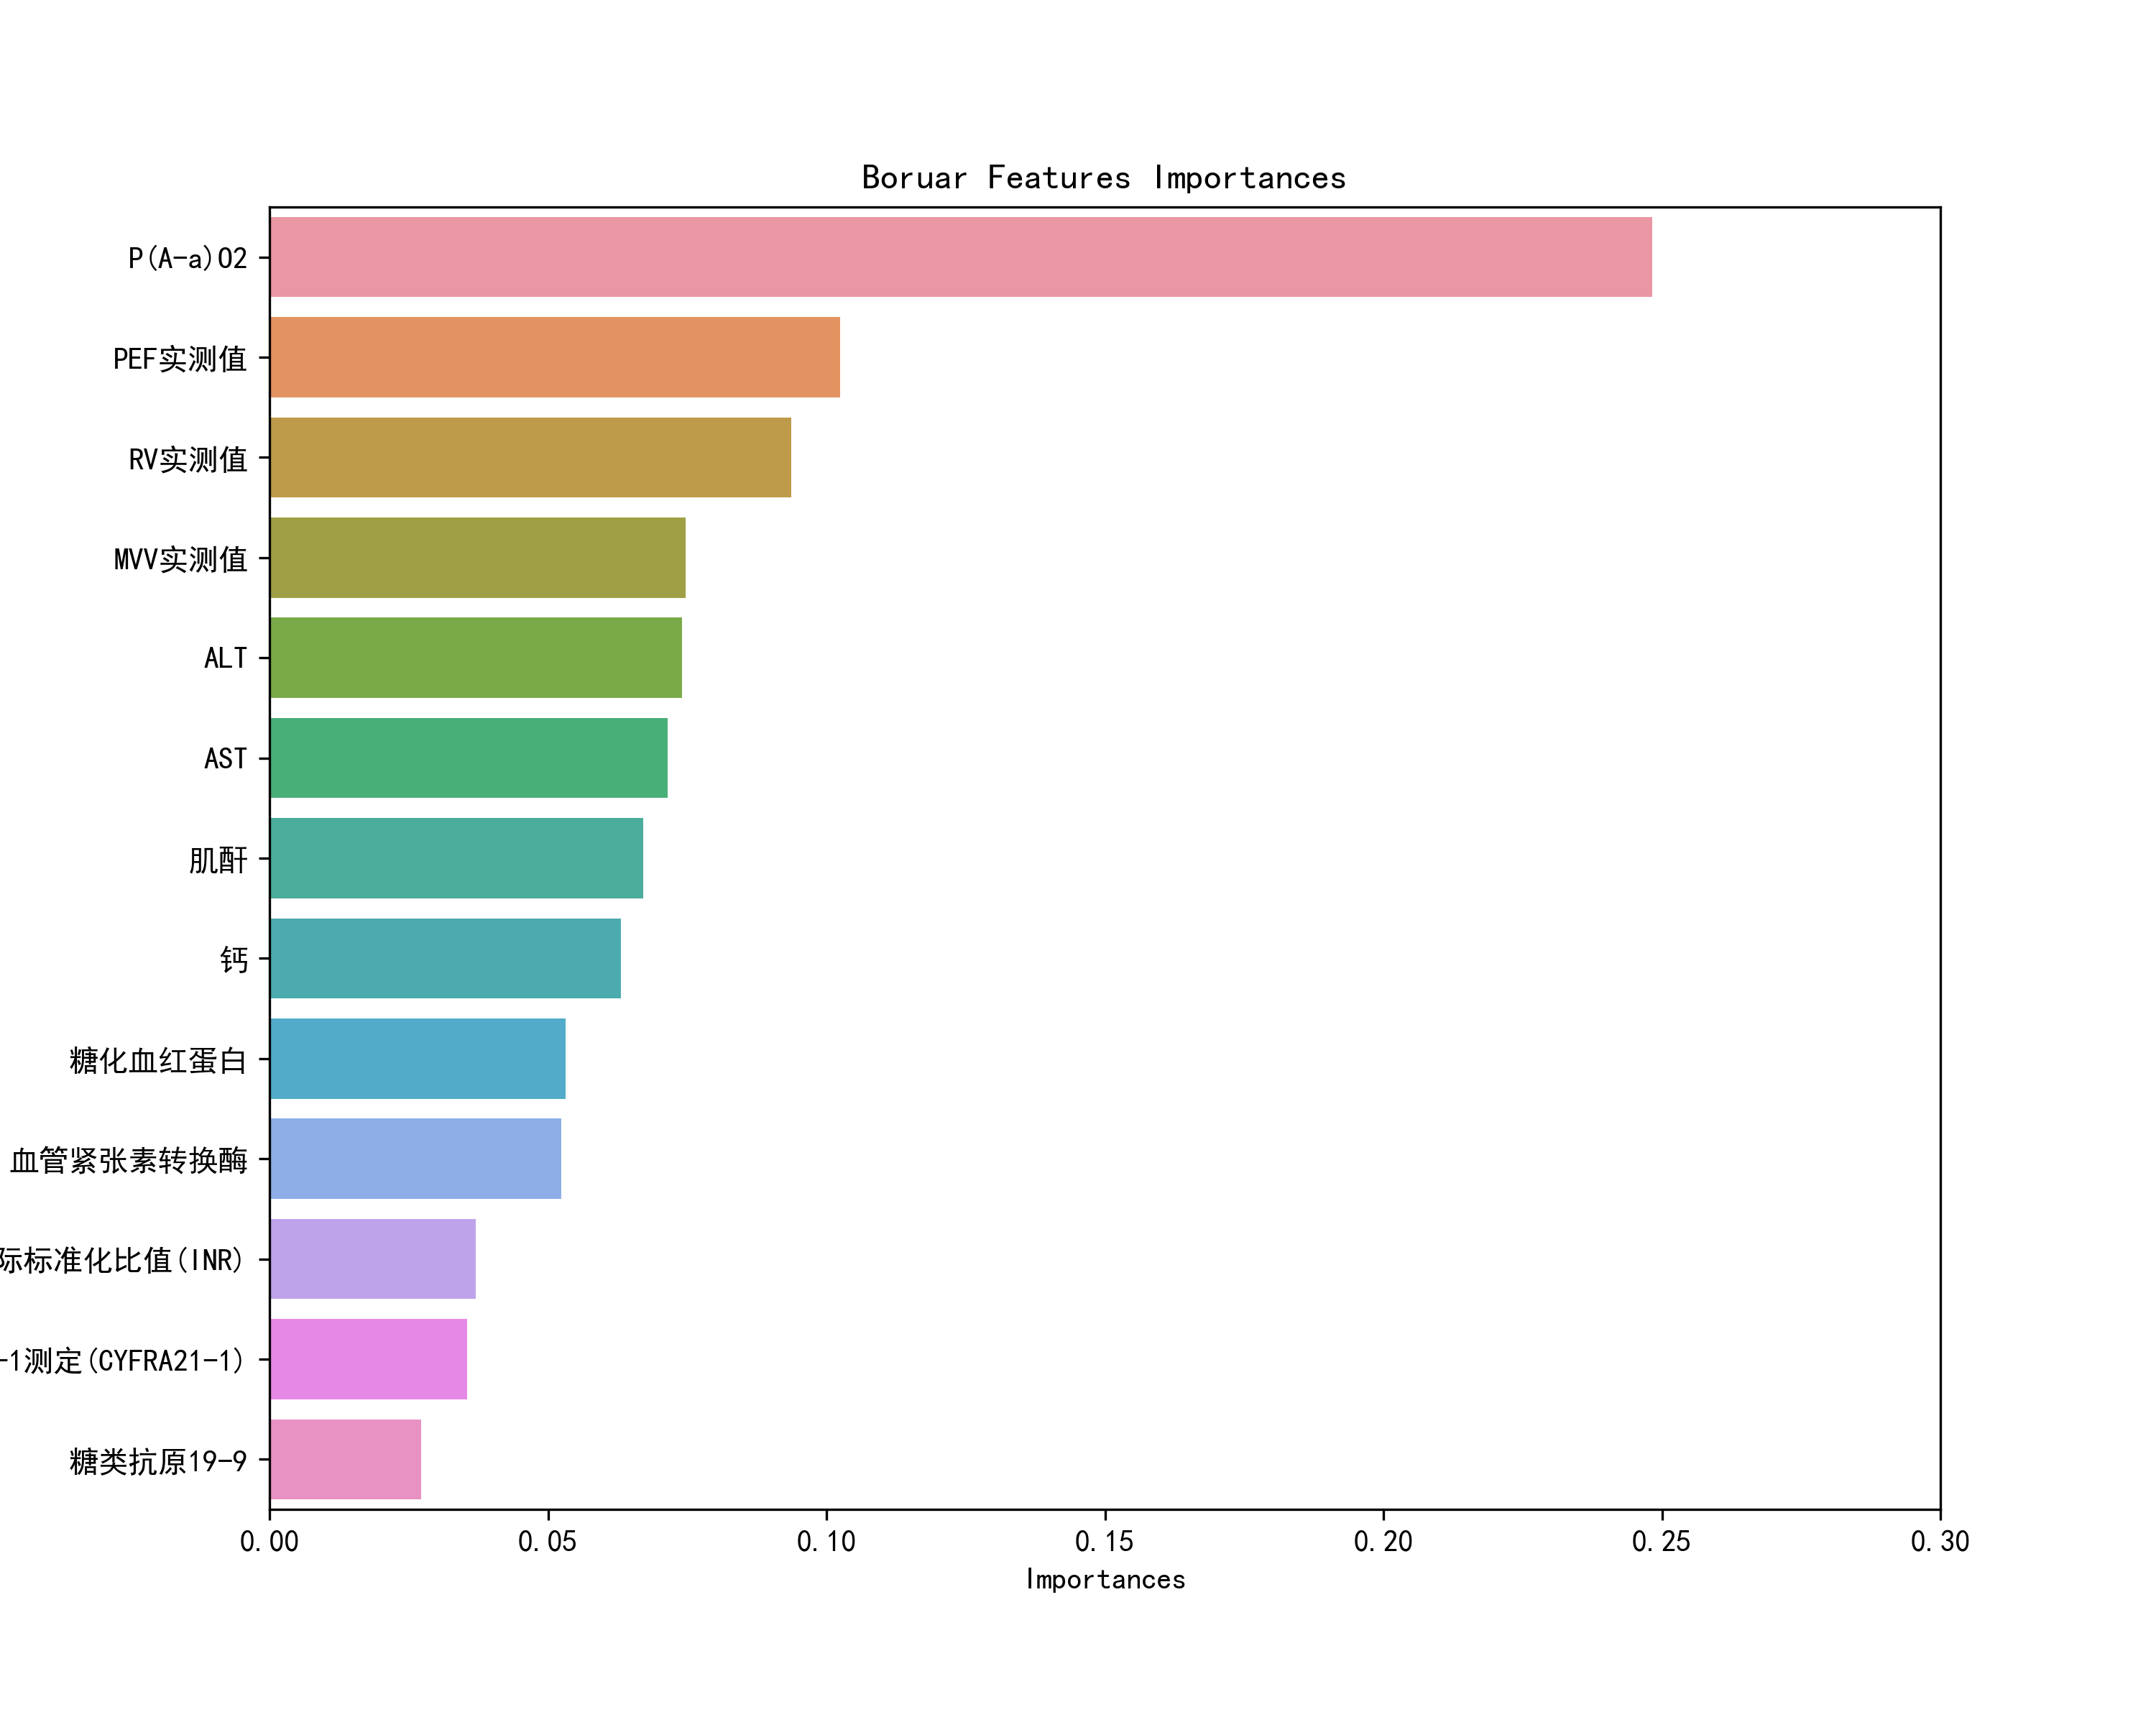 Boruar Features Importances
P(A-a)O2
PEF实测值
RV实测值
MVV实测值
ALT
AST
肌酐
钙
糖化血红蛋白
血管紧张素转换酶
际标准化比值(INR)
-1测定(CYFRA21-1)
糖类抗原19-9
0.00 0.05 0.10 0.15 0.20 0.25 0.30
Importances